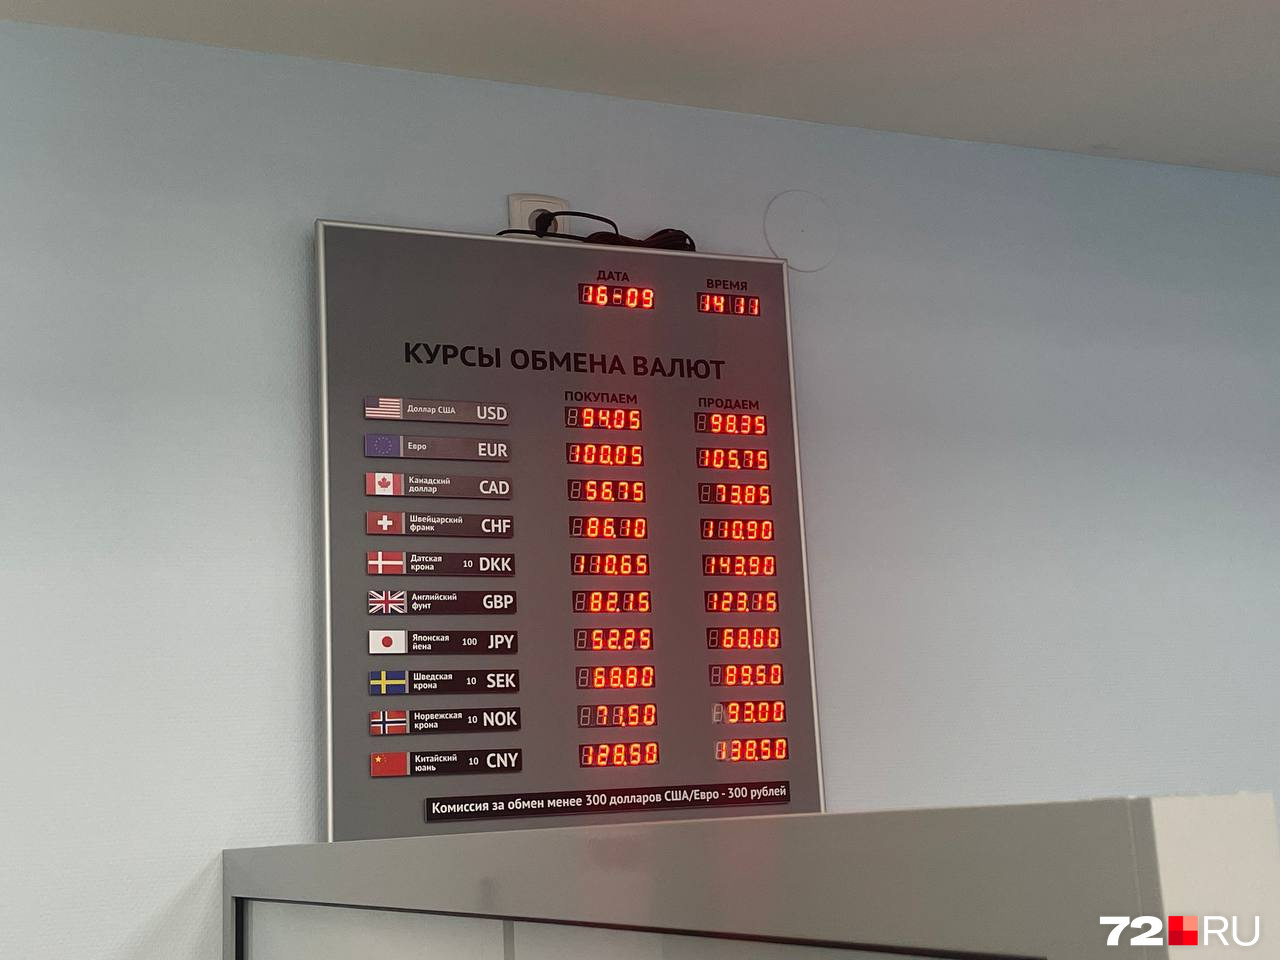 ДАТА ВРЕМЯ
16-09 14 11
КУРСЫ ОБМЕНА ВАЛЮТ
ПОКУПАЕМ ПРОДАЕМ
Доллар США USD 94.05 98.35
Евро EUR 100.05 105.75
Канадский доллар CAD 56.75 73.85
Швейцарский франк CHF 86.10 110.90
Датская крона 10 DKK 110.65 143.90
Английский фунт GBP 82.15 123.15
Японская йена 100 JPY 52.25 68.00
Шведская крона 10 SEK 68.80 89.50
Норвежская крона 10 NOK 71.50 93.00
Китайский юань 10 CNY 128.50 138.50
Комиссия за обмен менее 300 долларов США/Евро - 300 рублей
72 RU